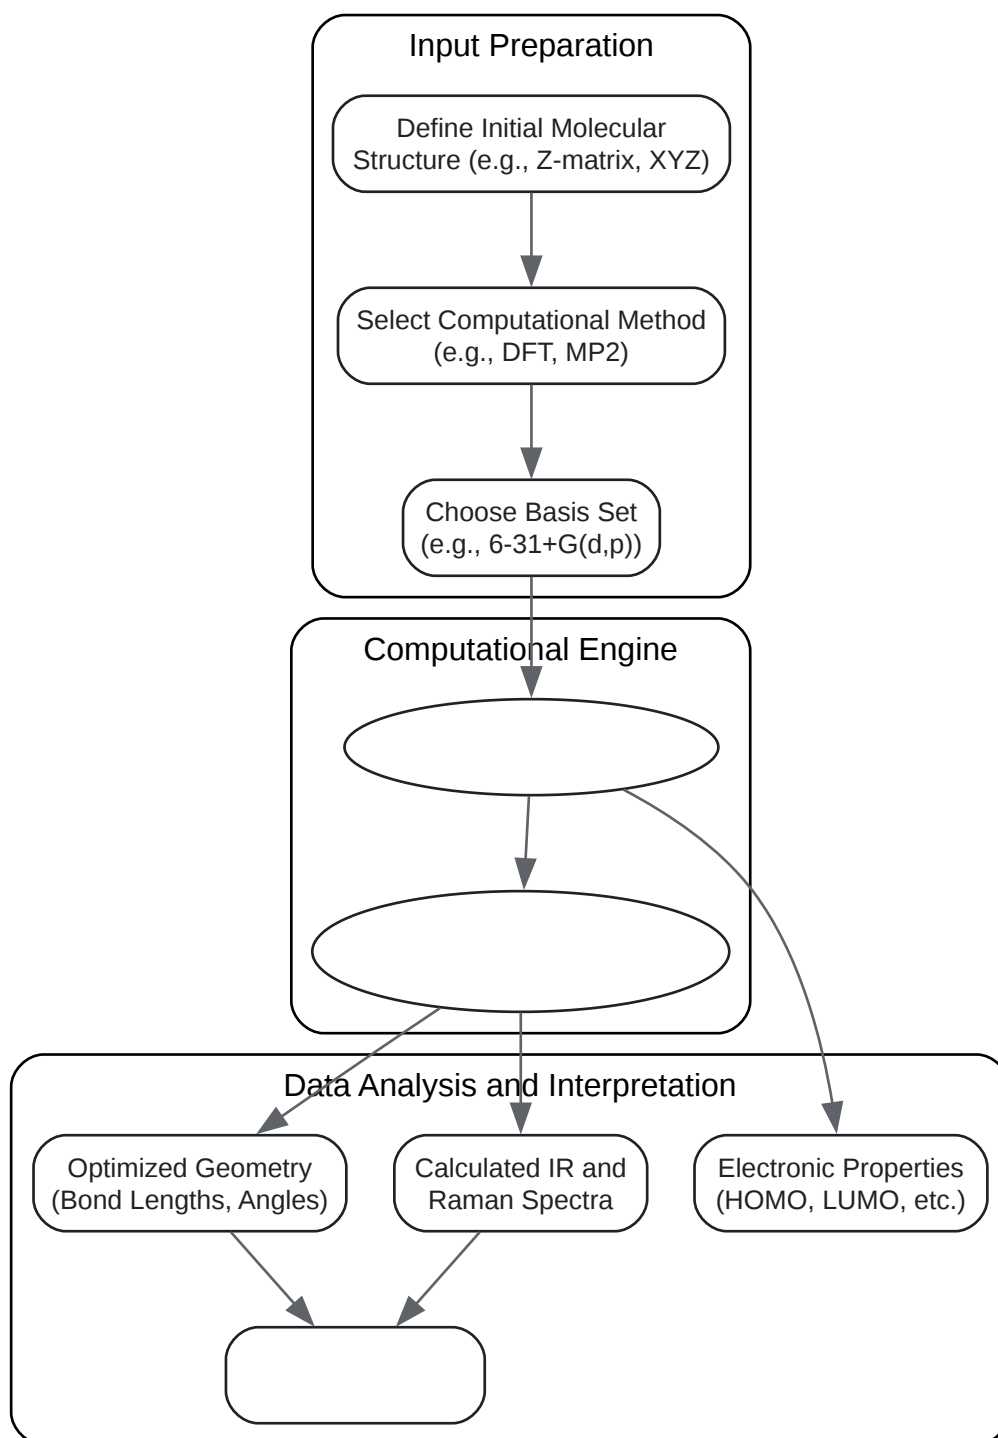 Input Preparation
Define Initial Molecular
Structure (e.g., Z-matrix, XYZ)
Select Computational Method
(e.g., DFT, MP2)
Choose Basis Set
(e.g., 6-31+G(d,p))
Computational Engine
Data Analysis and Interpretation
Optimized Geometry
(Bond Lengths, Angles)
Calculated IR and
Raman Spectra
Electronic Properties
(HOMO, LUMO, etc.)